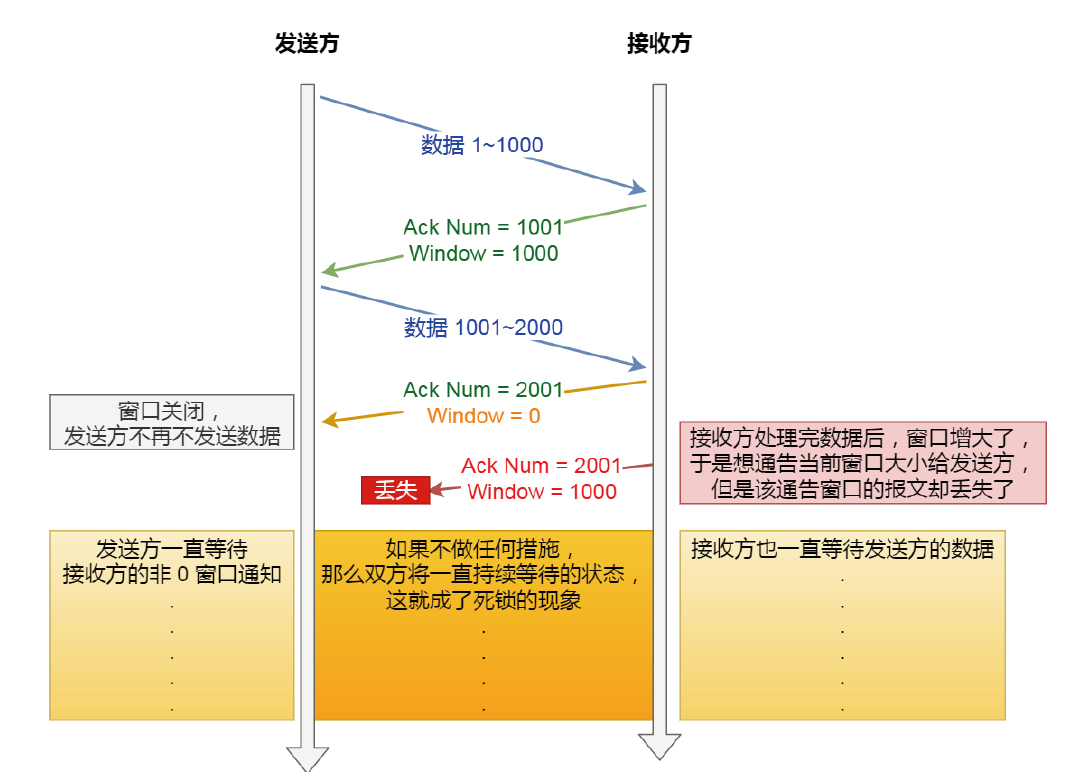 发送方
接收方
数据 1~1000
Ack Num = 1001
Window = 1000
数据 1001~2000
Ack Num = 2001
Window = 0
窗口关闭，
发送方不再不发送数据
接收方处理完数据后，窗口增大了，
于是想通告当前窗口大小给发送方，
但是该通告窗口的报文却丢失了
Ack Num = 2001
Window = 1000
丢失
发送方一直等待
接收方的非 0 窗口通知
.
.
.
.
.
如果不做任何措施，
那么双方将一直持续等待的状态，
这就成了死锁的现象
.
.
.
.
接收方也一直等待发送方的数据
.
.
.
.
.
.